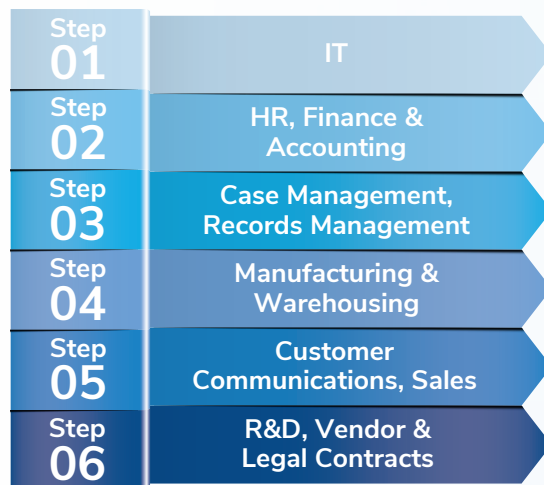 Step
01
IT
Step
02
HR, Finance &
Accounting
Step
03
Case Management,
Records Management
Step
04
Manufacturing &
Warehousing
Step
05
Customer
Communications, Sales
Step
06
R&D, Vendor &
Legal Contracts